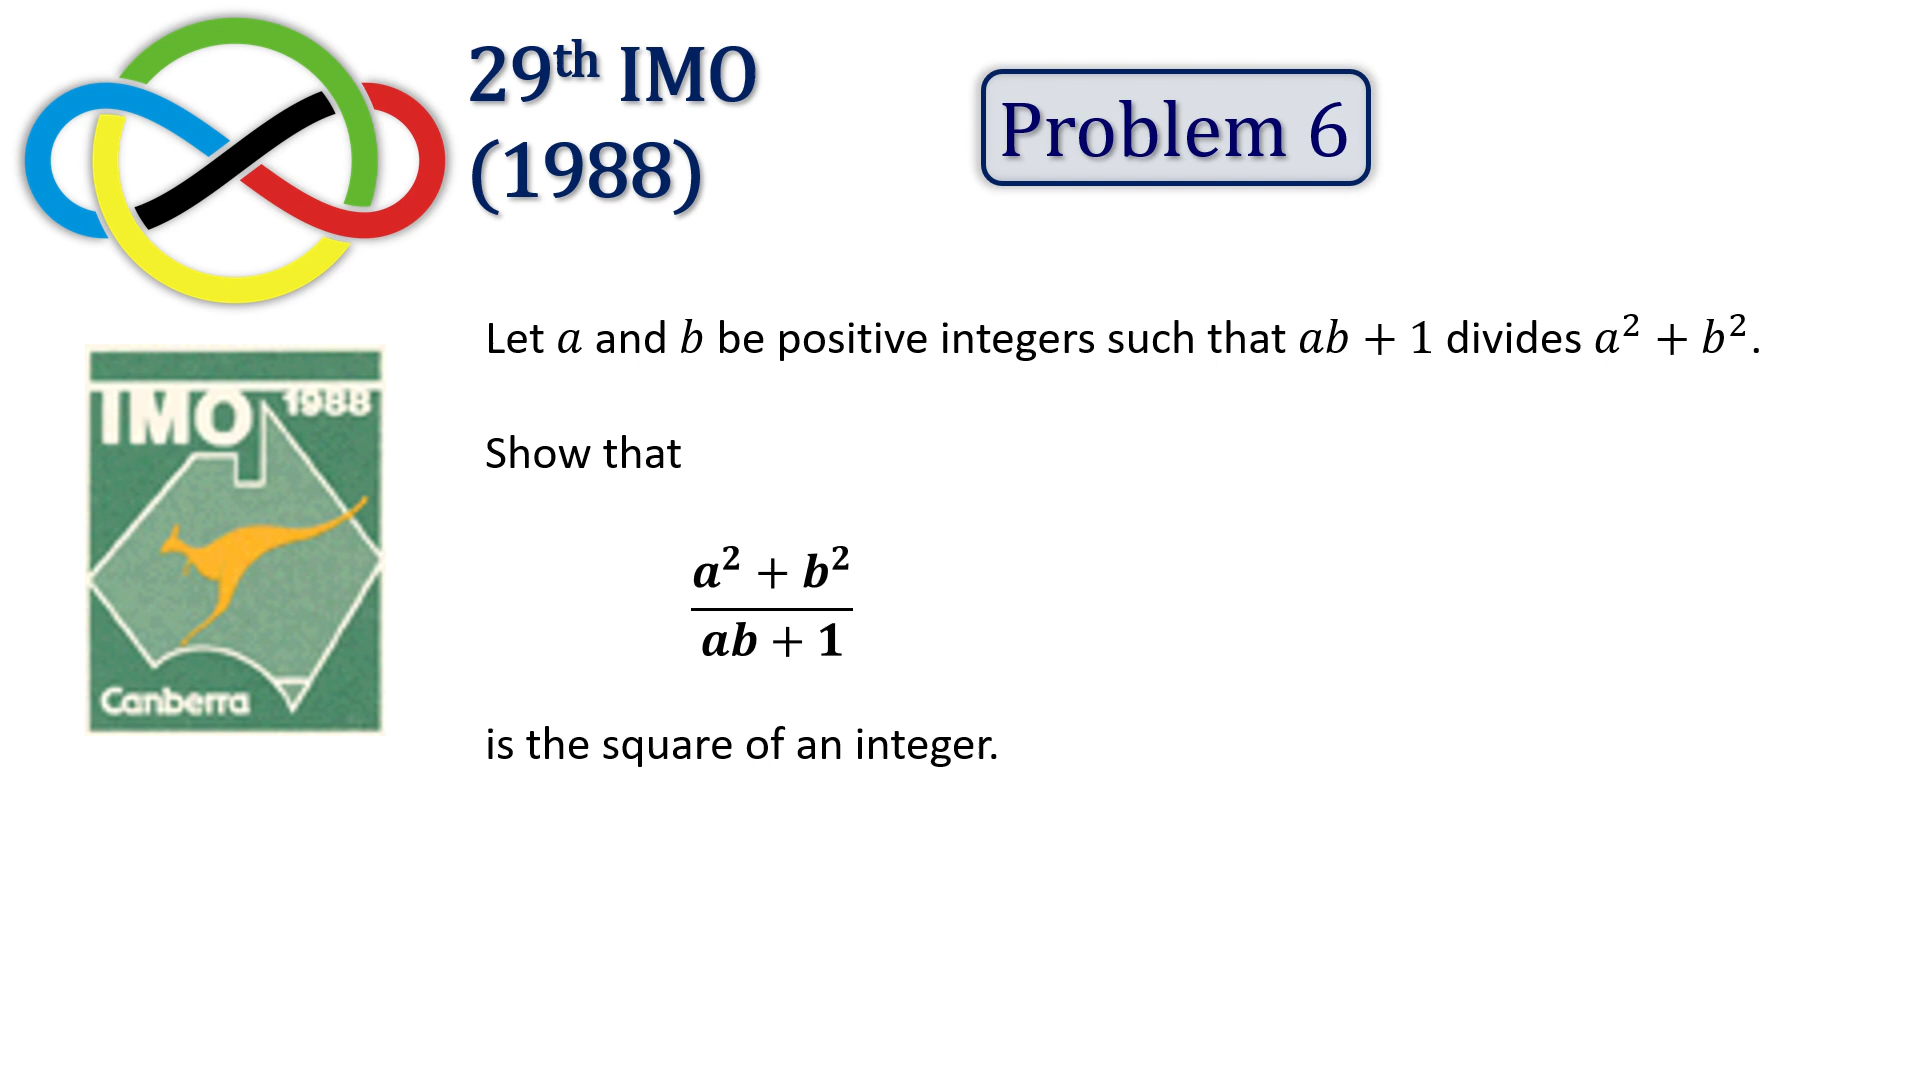 29th IMO
(1988)
Problem 6
Let a and b be positive integers such that ab + 1 divides a² + b².
Show that
a² + b²
ab + 1
is the square of an integer.
IMO 1988
Canberra